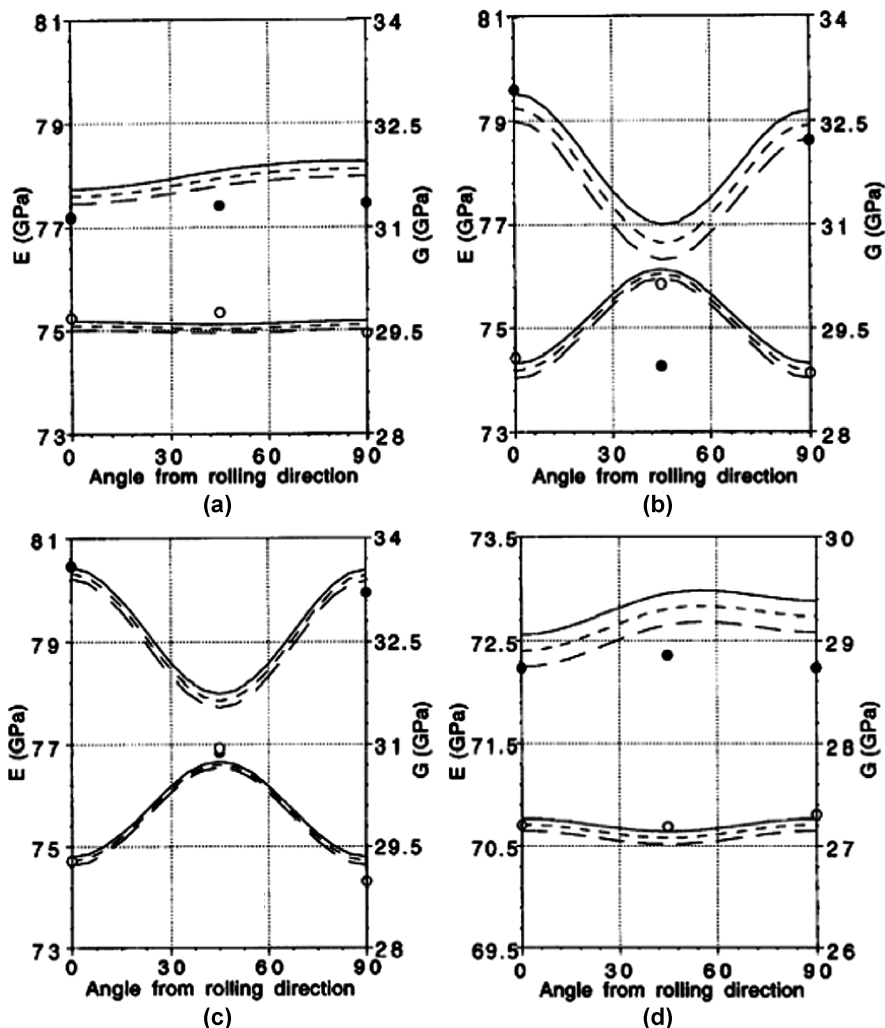 81
79
77
75
73
E (GPa)
34
32.5
31
29.5
28
G (GPa)
0 30 60 90
Angle from rolling direction
(a)
81
79
77
75
73
E (GPa)
34
32.5
31
29.5
28
G (GPa)
0 30 60 90
Angle from rolling direction
(b)
81
79
77
75
73
E (GPa)
34
32.5
31
29.5
28
G (GPa)
0 30 60 90
Angle from rolling direction
(c)
73.5
72.5
71.5
70.5
69.5
E (GPa)
30
29
28
27
26
G (GPa)
0 30 60 90
Angle from rolling direction
(d)